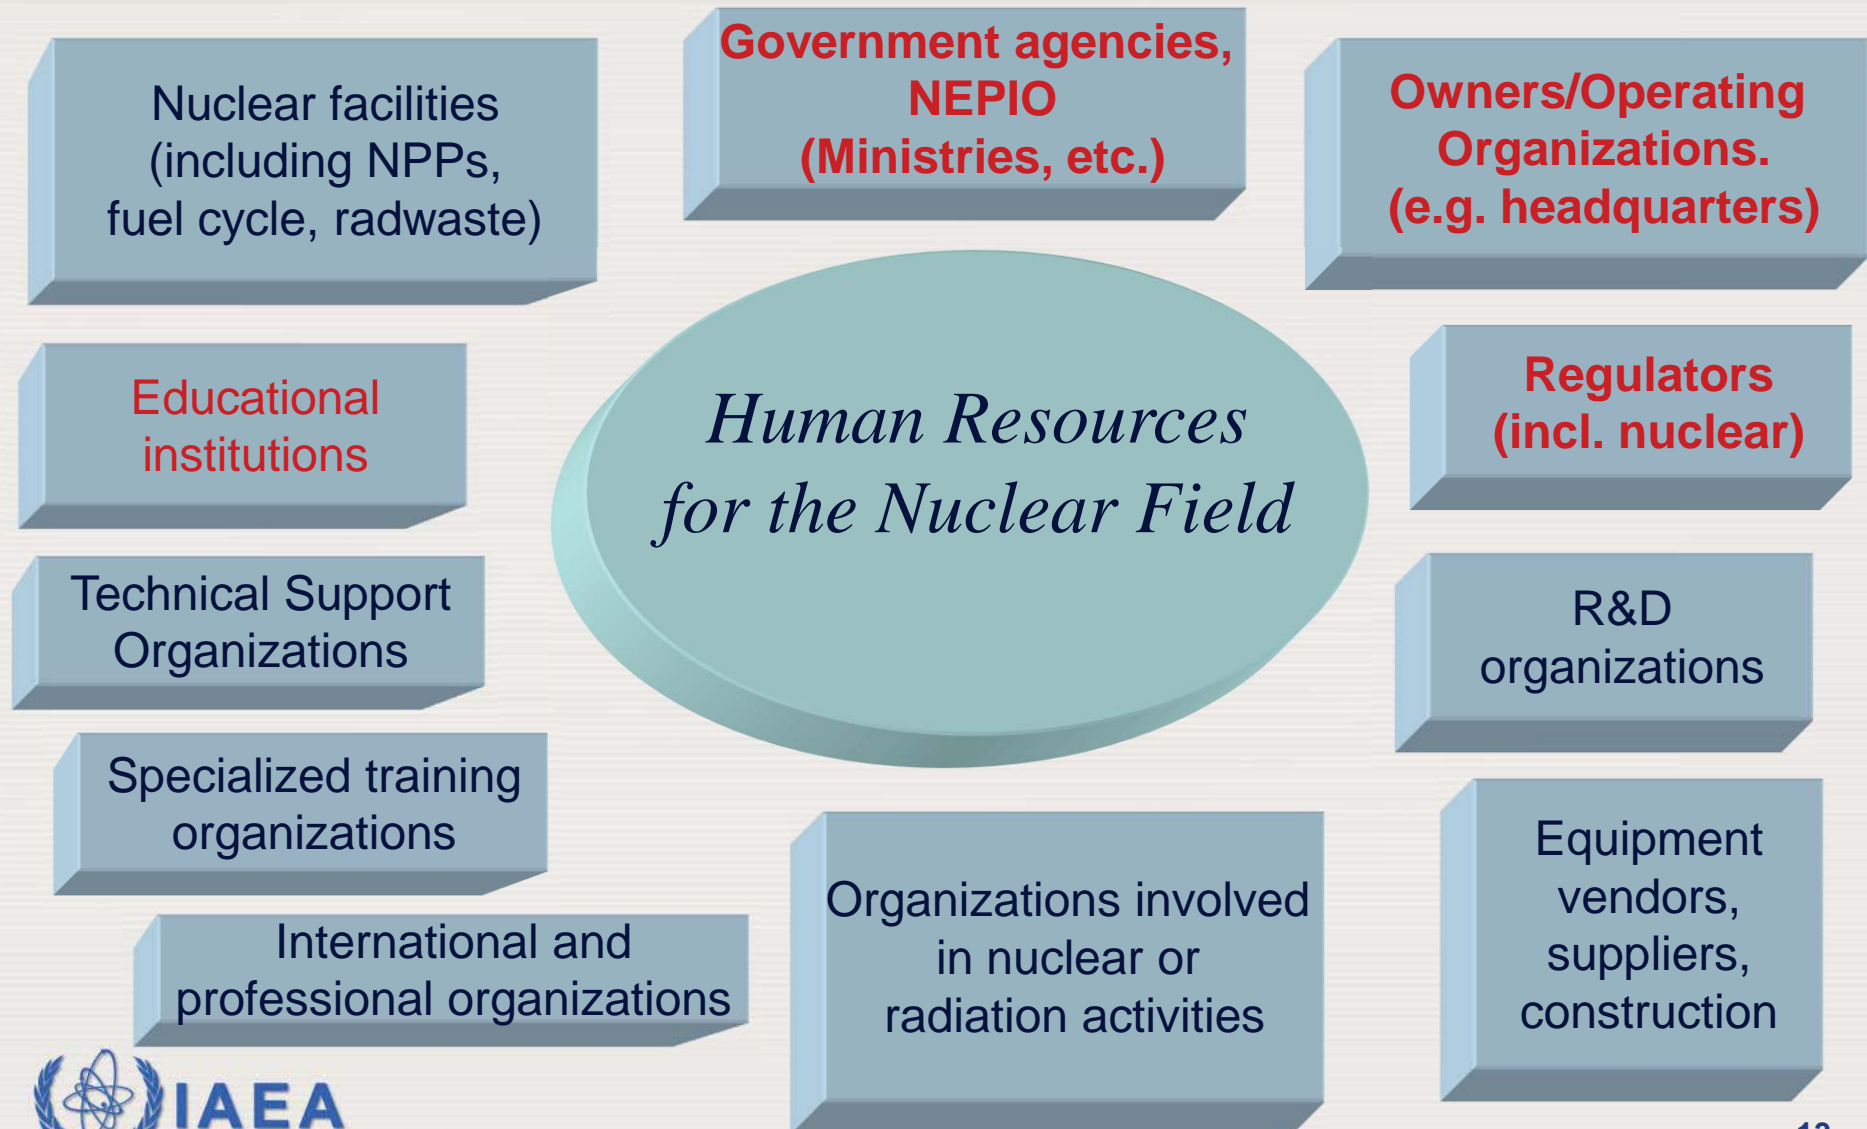 Government agencies,
NEPIO
(Ministries, etc.)
Nuclear facilities
(including NPPs,
fuel cycle, radwaste)
Owners/Operating
Organizations.
(e.g. headquarters)
Educational
institutions
Human Resources
for the Nuclear Field
Regulators
(incl. nuclear)
Technical Support
Organizations
R&D
organizations
Specialized training
organizations
Equipment
vendors,
suppliers,
construction
Organizations involved
in nuclear or
radiation activities
International and
professional organizations
IAEA